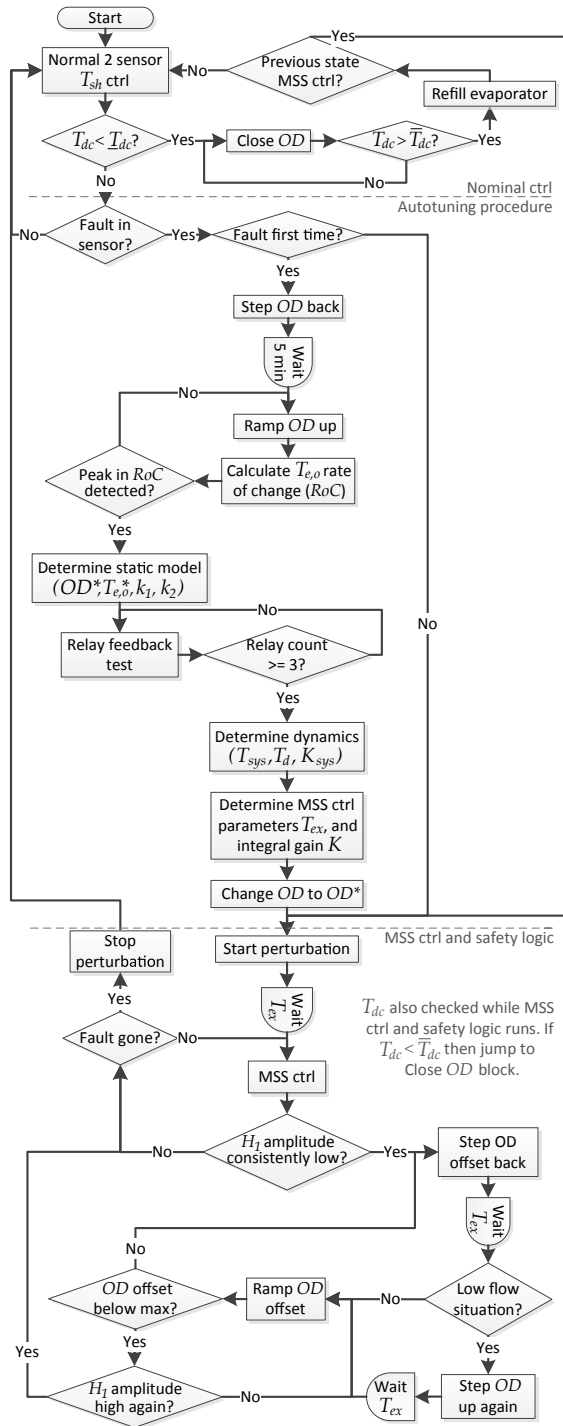 Start
Yes
Normal 2 sensor
T_sh ctrl
No
Previous state
MSS ctrl?
Refill evaporator
T_dc < T̲_dc?
Yes
Close OD
T_dc > T̅_dc?
Yes
No
No
Nominal ctrl
Autotuning procedure
No
Fault in
sensor?
Yes
Fault first time?
Yes
Step OD back
Wait
5 min
No
Ramp OD up
Peak in RoC
detected?
Calculate T_e,o rate
of change (RoC)
Yes
Determine static model
(OD*,T*_e,o, k_1, k_2)
No
Relay feedback
test
Relay count
>= 3?
No
Yes
Determine dynamics
(T_sys, T_d, K_sys)
Determine MSS ctrl
parameters T_ex, and
integral gain K
Change OD to OD*
MSS ctrl and safety logic
Stop
perturbation
Start perturbation
Yes
Wait
T_ex
T_dc also checked while MSS
ctrl and safety logic runs. If
T_dc < T̅_dc then jump to
Close OD block.
Fault gone?
No
MSS ctrl
No
H_1 amplitude
consistently low?
Yes
Step OD
offset back
Wait
T_ex
No
OD offset
below max?
Ramp OD
offset
No
Low flow
situation?
Yes
Yes
Yes
H_1 amplitude
high again?
No
Wait
T_ex
Step OD
up again